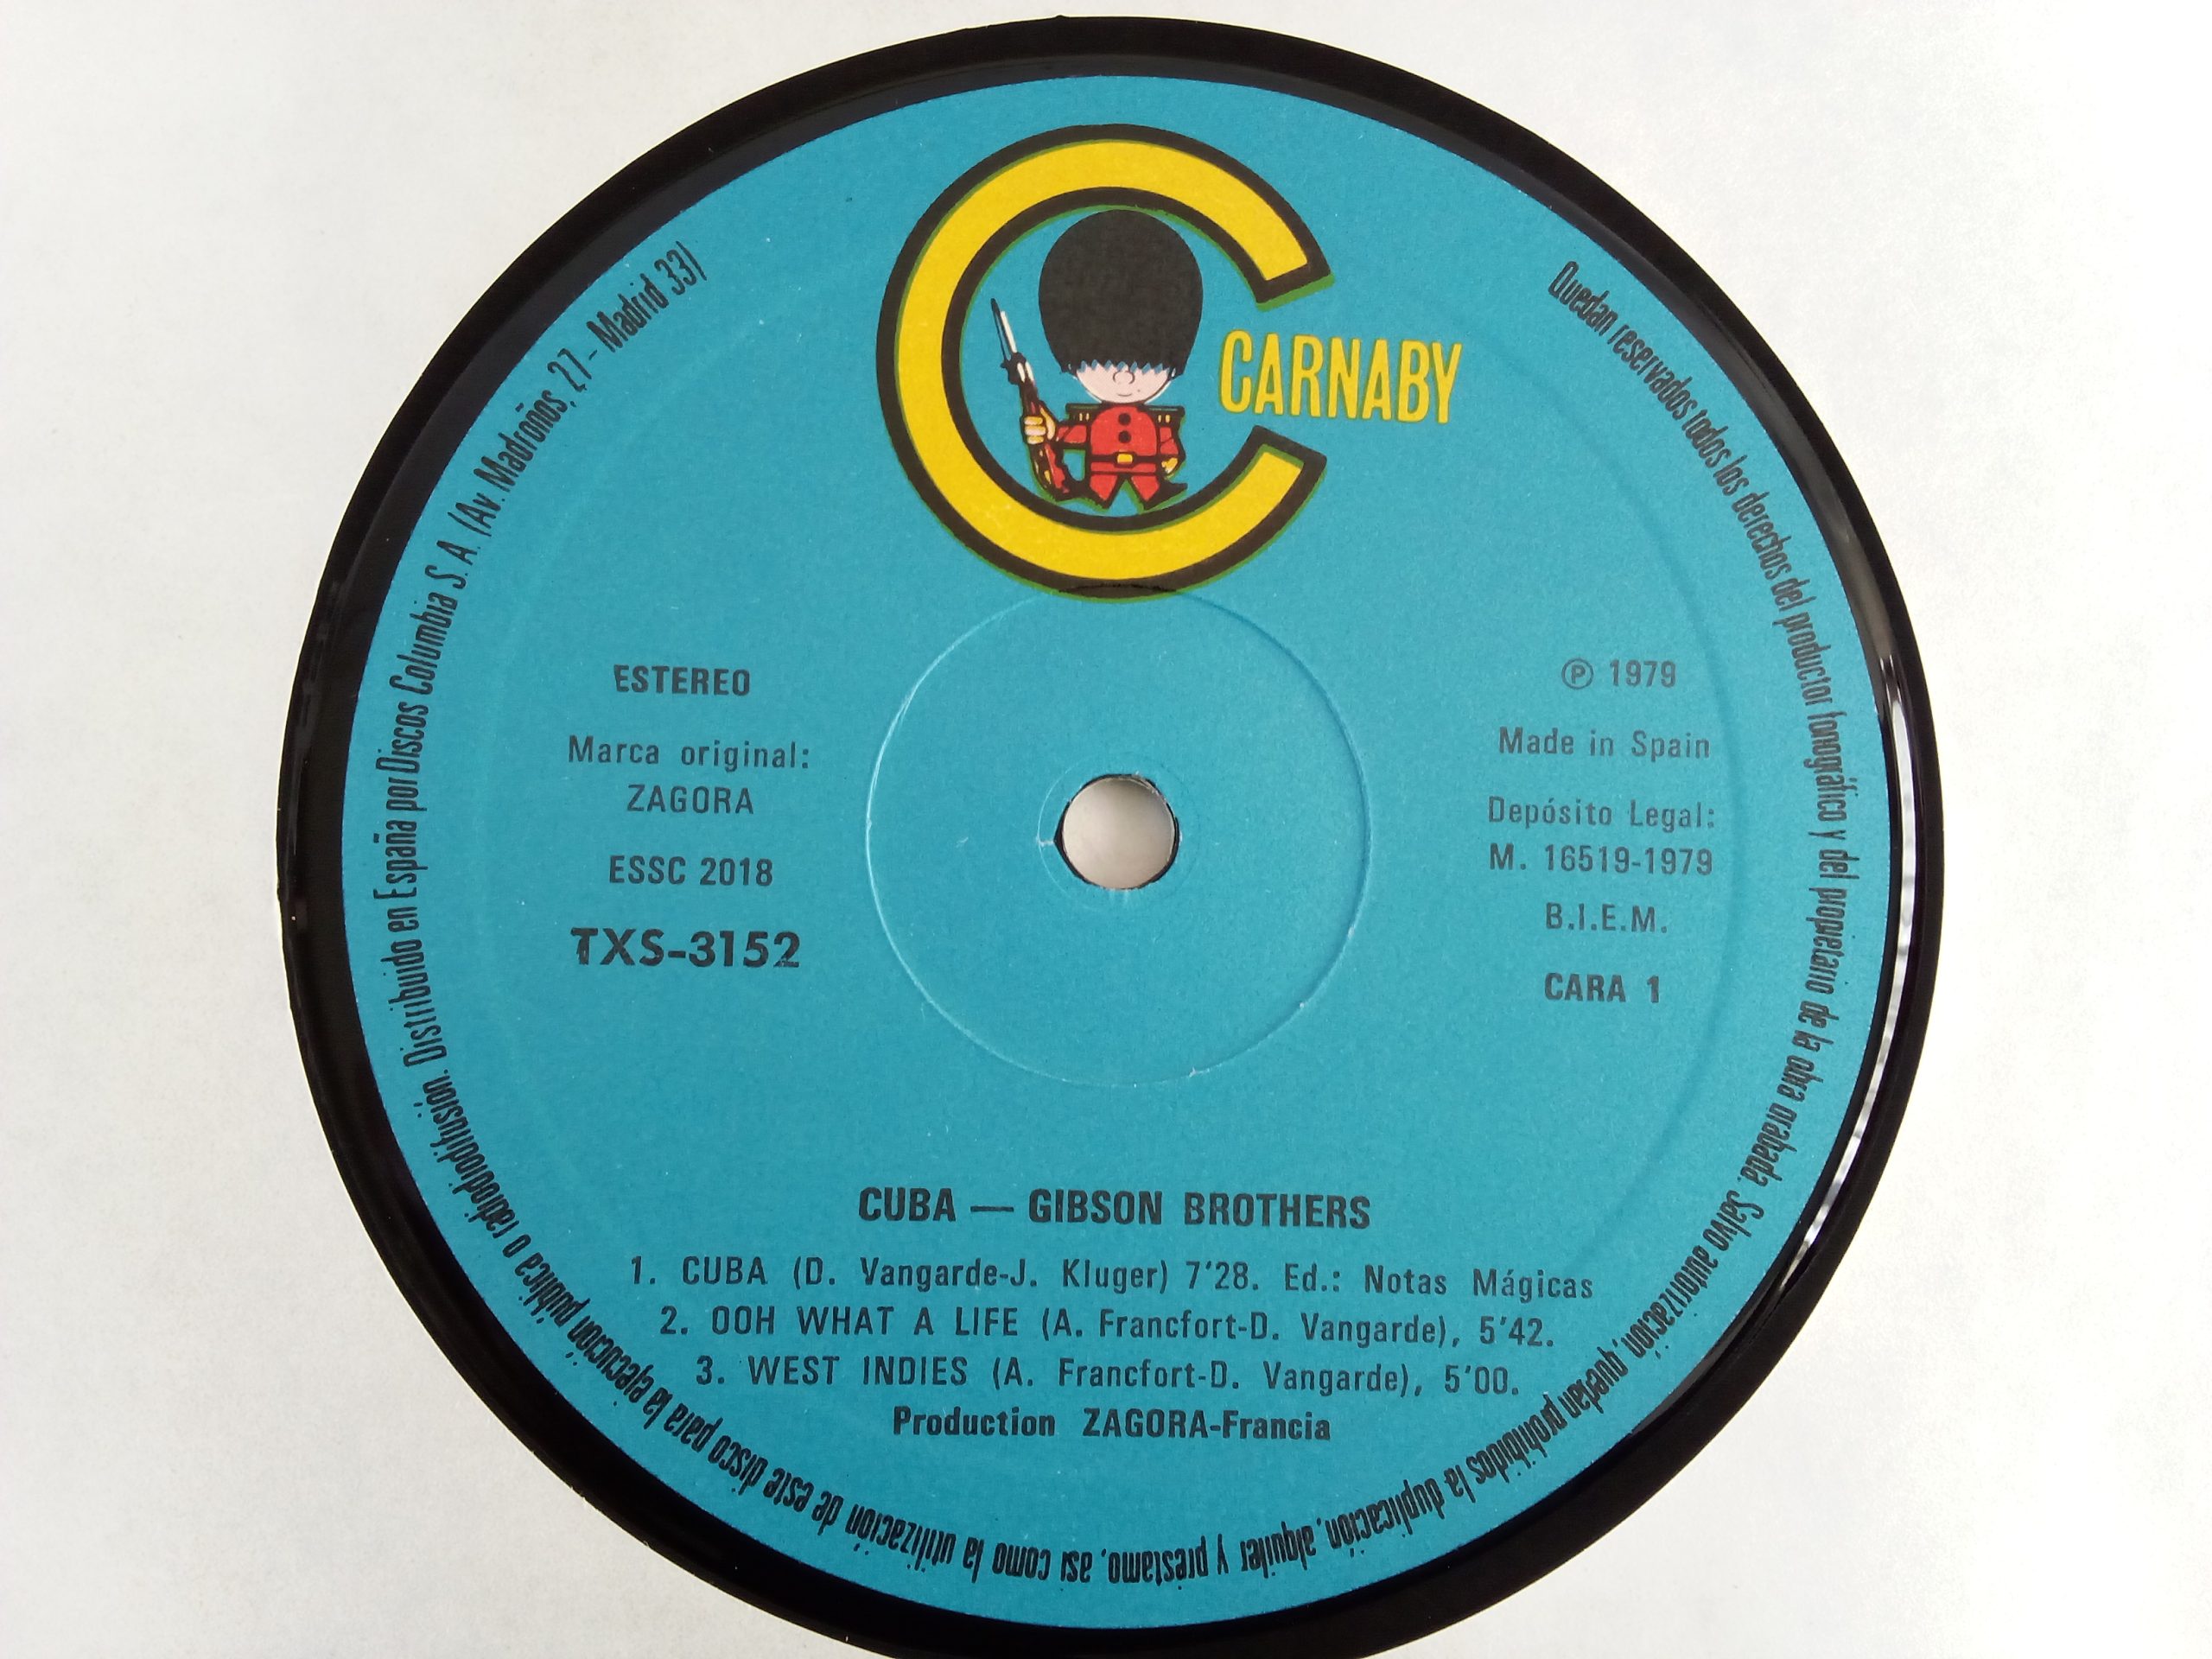 CARNABY
ESTEREO
Marca original:
ZAGORA
ESSC 2018
TXS-3152
Ⓟ 1979
Made in Spain
Depósito Legal:
M. 16519-1979
B.I.E.M.
CARA 1
CUBA — GIBSON BROTHERS
1. CUBA (D. Vangarde-J. Kluger) 7'28. Ed.: Notas Mágicas
2. OOH WHAT A LIFE (A. Francfort-D. Vangarde), 5'42.
3. WEST INDIES (A. Francfort-D. Vangarde), 5'00.
Production ZAGORA-Francia
Quedan reservados todos los derechos del productor fonográfico y del propietario de la obra grabada. Salvo autorización, quedan prohibidos la duplicación, alquiler y préstamo, así como la utilización de este disco para la ejecución pública o radiodifusión. Distribuido en España por Discos Columbia S. A. (Av. Madroños, 27 - Madrid 33)